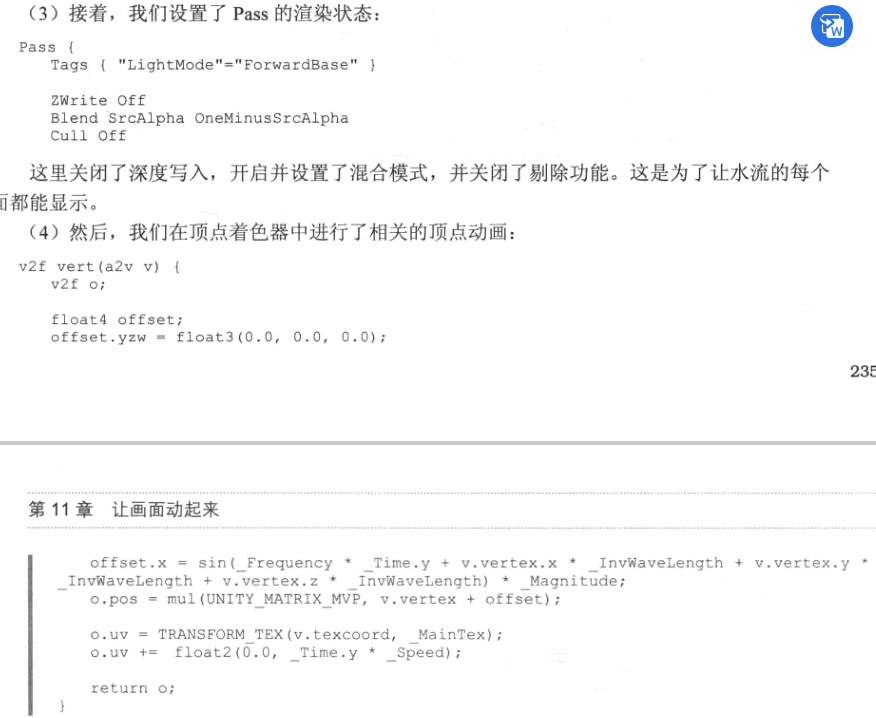 （3）接着，我们设置了 Pass 的渲染状态：
Pass {
Tags { "LightMode"="ForwardBase" }
ZWrite Off
Blend SrcAlpha OneMinusSrcAlpha
Cull Off
这里关闭了深度写入，开启并设置了混合模式，并关闭了剔除功能。这是为了让水流的每个
面都能显示。
（4）然后，我们在顶点着色器中进行了相关的顶点动画：
v2f vert(a2v v) {
v2f o;
float4 offset;
offset.yzw = float3(0.0, 0.0, 0.0);
235
第 11 章 让画面动起来
offset.x = sin(_Frequency * _Time.y + v.vertex.x * _InvWaveLength + v.vertex.y *
_InvWaveLength + v.vertex.z * _InvWaveLength) * _Magnitude;
o.pos = mul(UNITY_MATRIX_MVP, v.vertex + offset);
o.uv = TRANSFORM_TEX(v.texcoord, _MainTex);
o.uv += float2(0.0, _Time.y * _Speed);
return o;
}